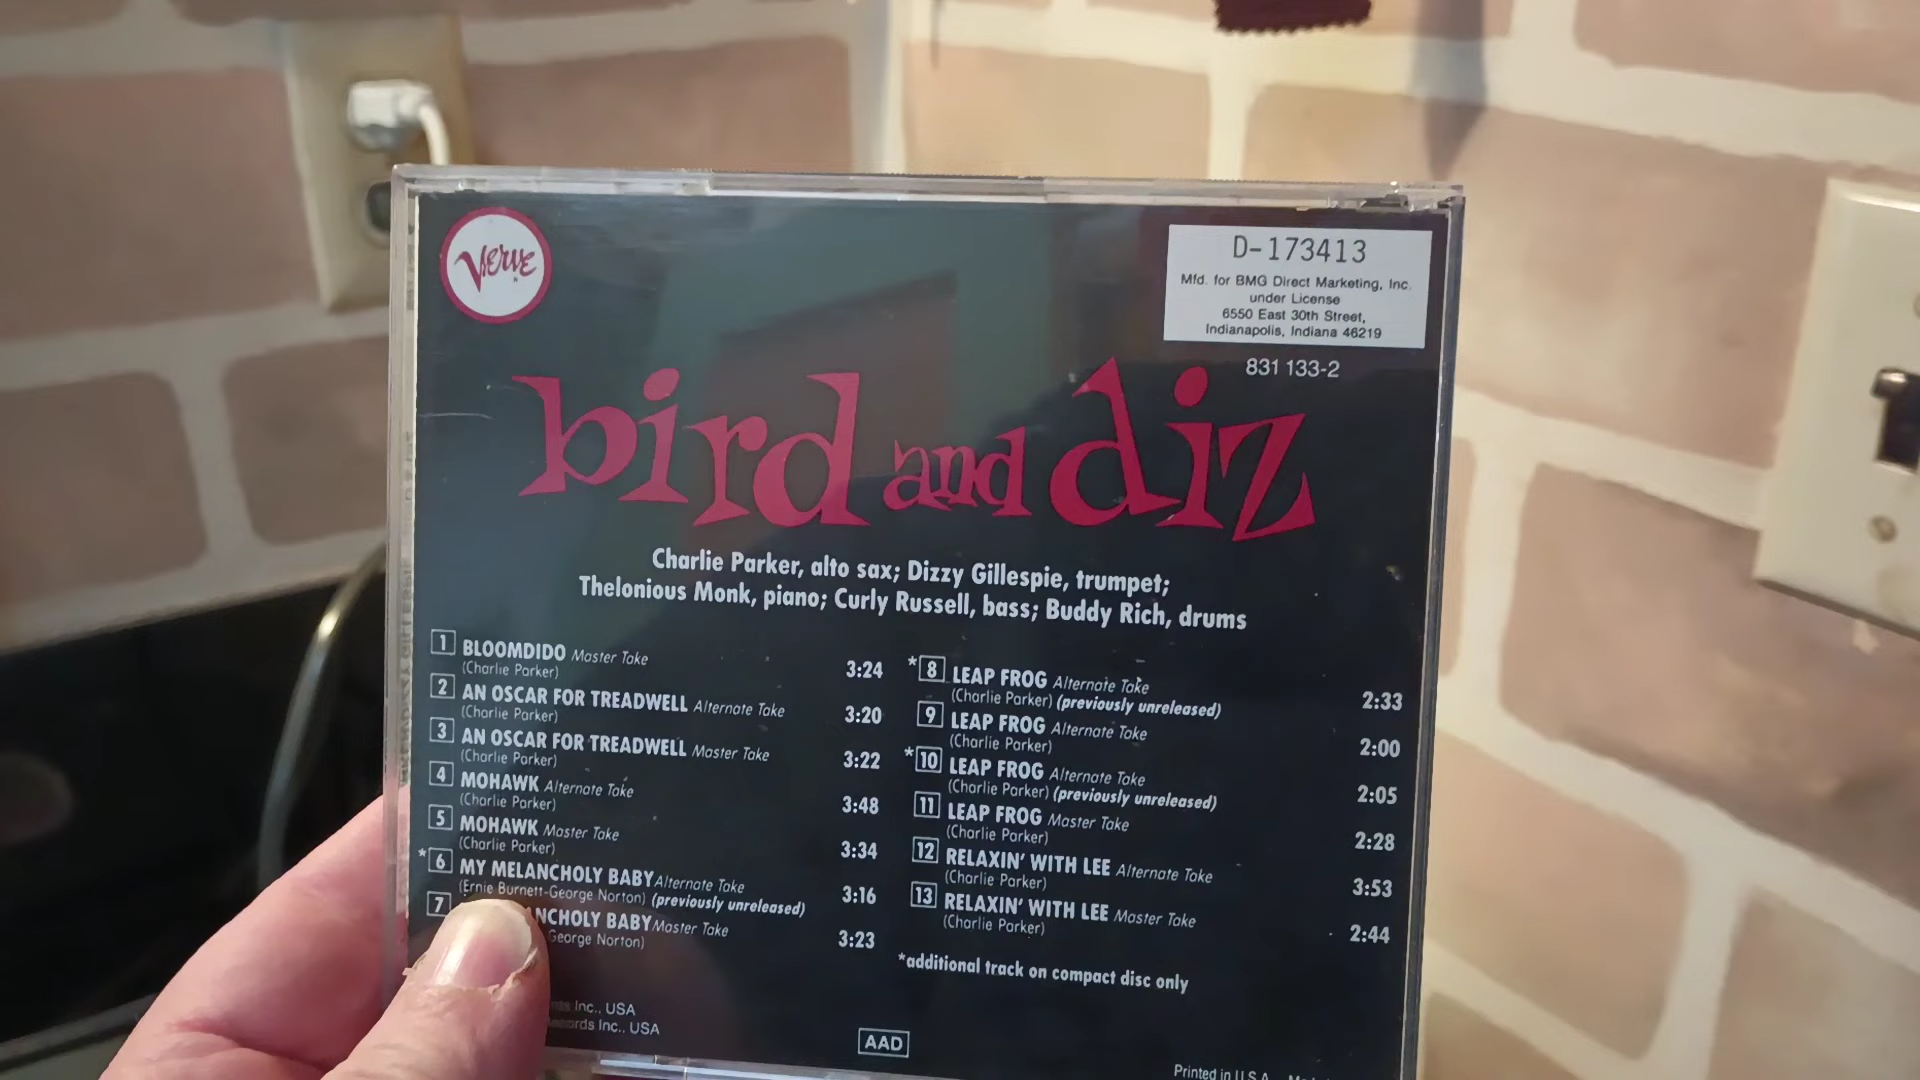 Verve
D-173413
Mfd. for BMG Direct Marketing, Inc.
under License
6550 East 30th Street,
Indianapolis, Indiana 46219
831 133-2
bird and diz
Charlie Parker, alto sax; Dizzy Gillespie, trumpet;
Thelonious Monk, piano; Curly Russell, bass; Buddy Rich, drums
1 BLOOMDIDO Master Take 3:24
(Charlie Parker)
2 AN OSCAR FOR TREADWELL Alternate Take 3:20
(Charlie Parker)
3 AN OSCAR FOR TREADWELL Master Take 3:22
(Charlie Parker)
4 MOHAWK Alternate Take 3:48
(Charlie Parker)
5 MOHAWK Master Take 3:34
(Charlie Parker)
*6 MY MELANCHOLY BABY Alternate Take 3:16
(Ernie Burnett-George Norton) (previously unreleased)
7 NCHOLY BABY Master Take 3:23
George Norton)
*8 LEAP FROG Alternate Take 2:33
(Charlie Parker) (previously unreleased)
9 LEAP FROG Alternate Take 2:00
(Charlie Parker)
*10 LEAP FROG Alternate Take 2:05
(Charlie Parker) (previously unreleased)
11 LEAP FROG Master Take 2:28
(Charlie Parker)
12 RELAXIN' WITH LEE Alternate Take 3:53
(Charlie Parker)
13 RELAXIN' WITH LEE Master Take 2:44
(Charlie Parker)
*additional track on compact disc only
Inc., USA
Inc., USA
AAD
Printed in U.S.A.